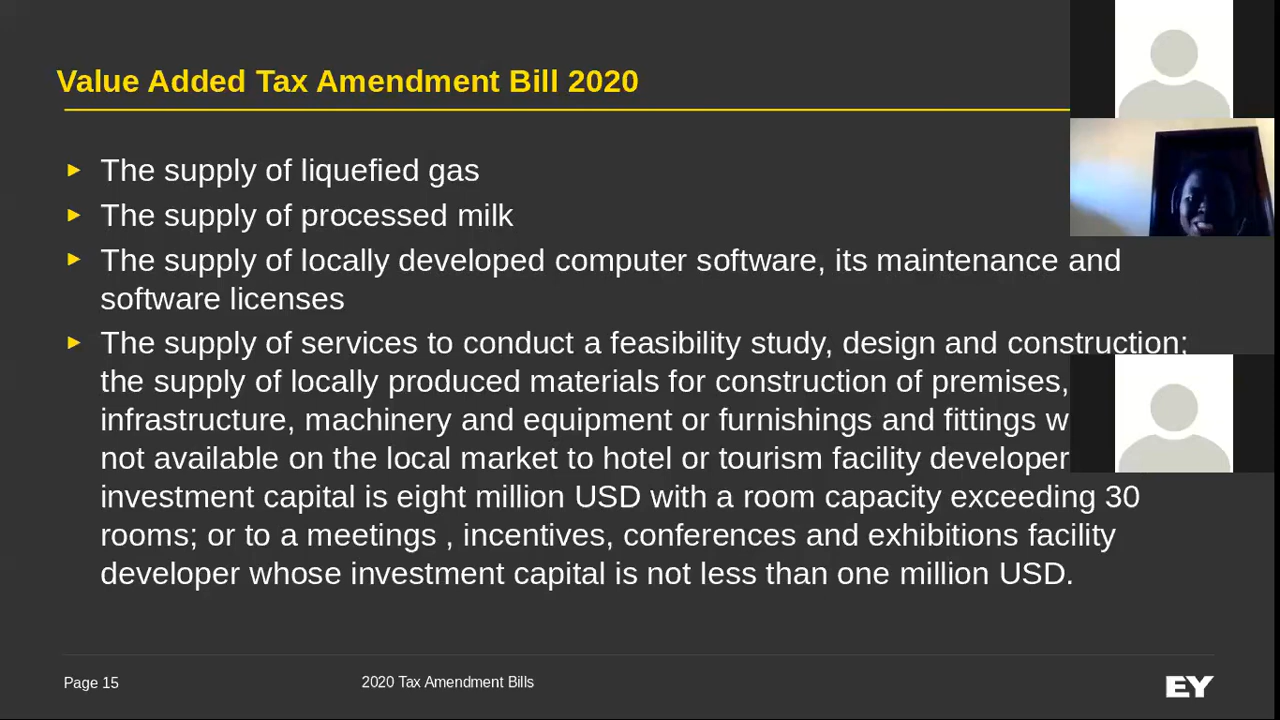 Value Added Tax Amendment Bill 2020
► The supply of liquefied gas
► The supply of processed milk
► The supply of locally developed computer software, its maintenance and
software licenses
► The supply of services to conduct a feasibility study, design and construction;
the supply of locally produced materials for construction of premises,
infrastructure, machinery and equipment or furnishings and fittings
not available on the local market to hotel or tourism facility developer
investment capital is eight million USD with a room capacity exceeding 30
rooms; or to a meetings , incentives, conferences and exhibitions facility
developer whose investment capital is not less than one million USD.
Page 15
2020 Tax Amendment Bills
EY